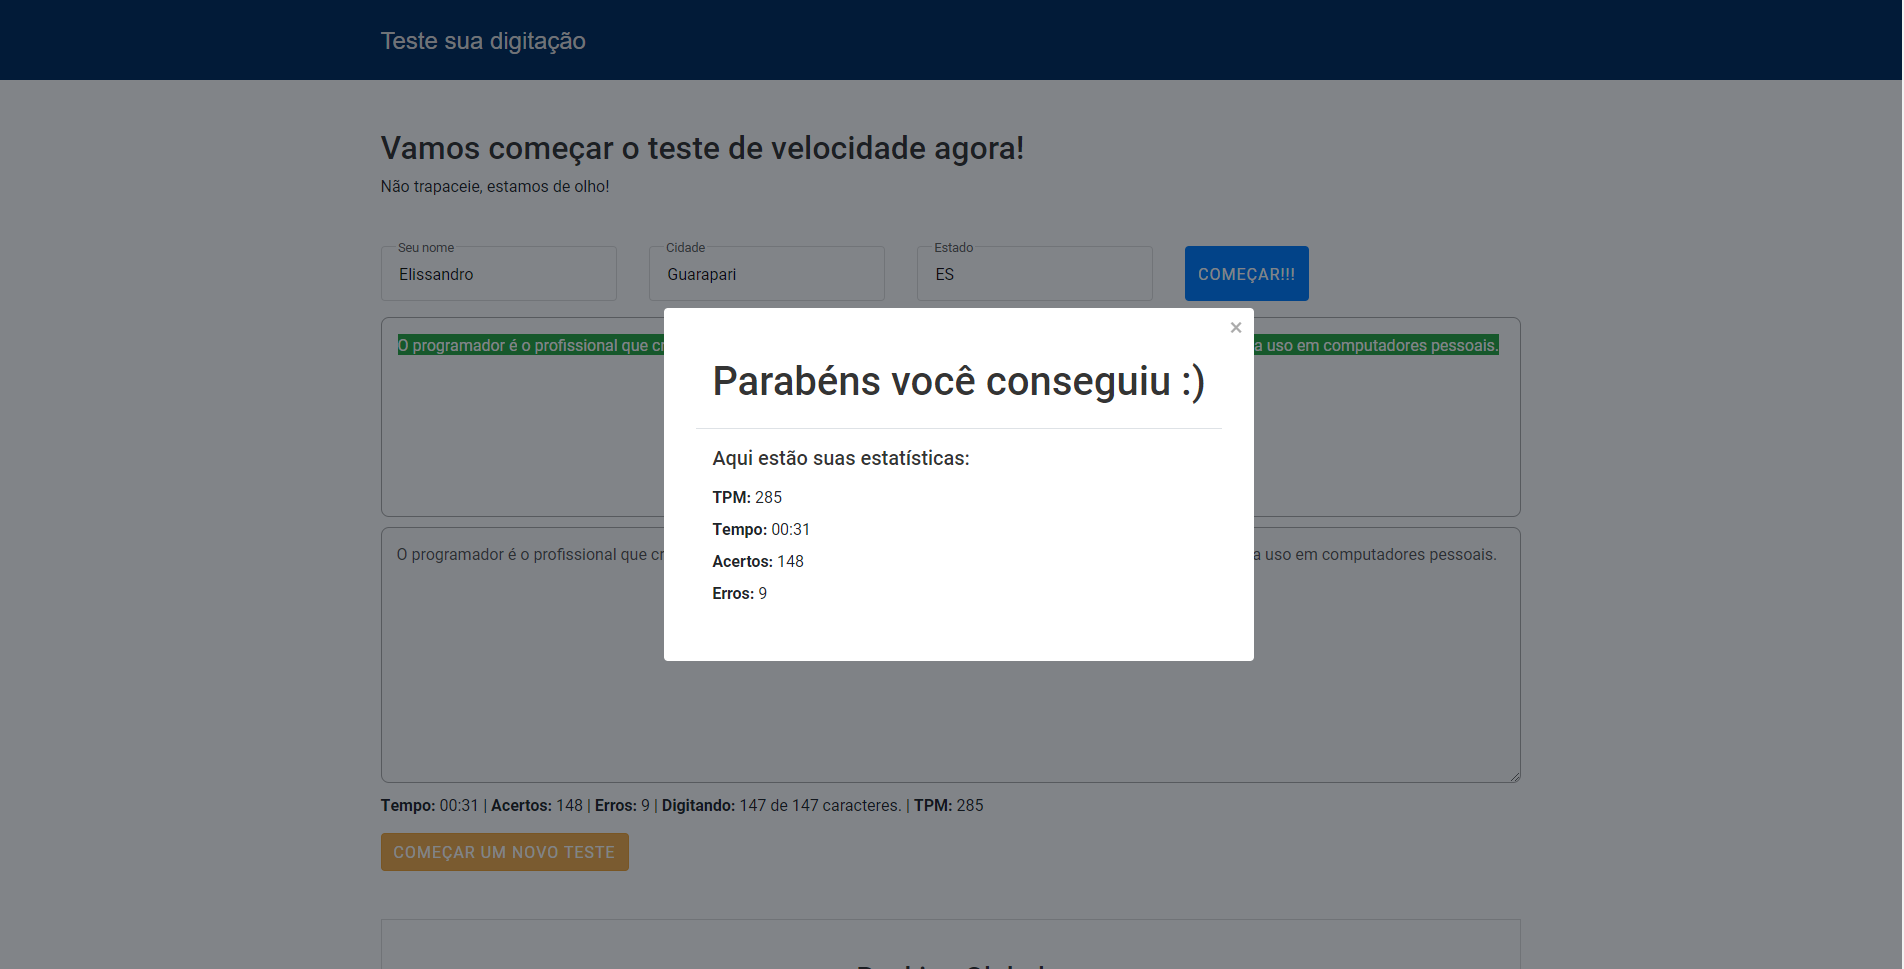 Teste sua digitação
Vamos começar o teste de velocidade agora!
Não trapaceie, estamos de olho!
Seu nome
Elissandro
Cidade
Guarapari
Estado
ES
COMEÇAR!!!
O programador é o profissional que cr
a uso em computadores pessoais.
×
Parabéns você conseguiu :)
Aqui estão suas estatísticas:
TPM: 285
Tempo: 00:31
Acertos: 148
Erros: 9
O programador é o profissional que cr
a uso em computadores pessoais.
Tempo: 00:31 | Acertos: 148 | Erros: 9 | Digitando: 147 de 147 caracteres. | TPM: 285
COMEÇAR UM NOVO TESTE